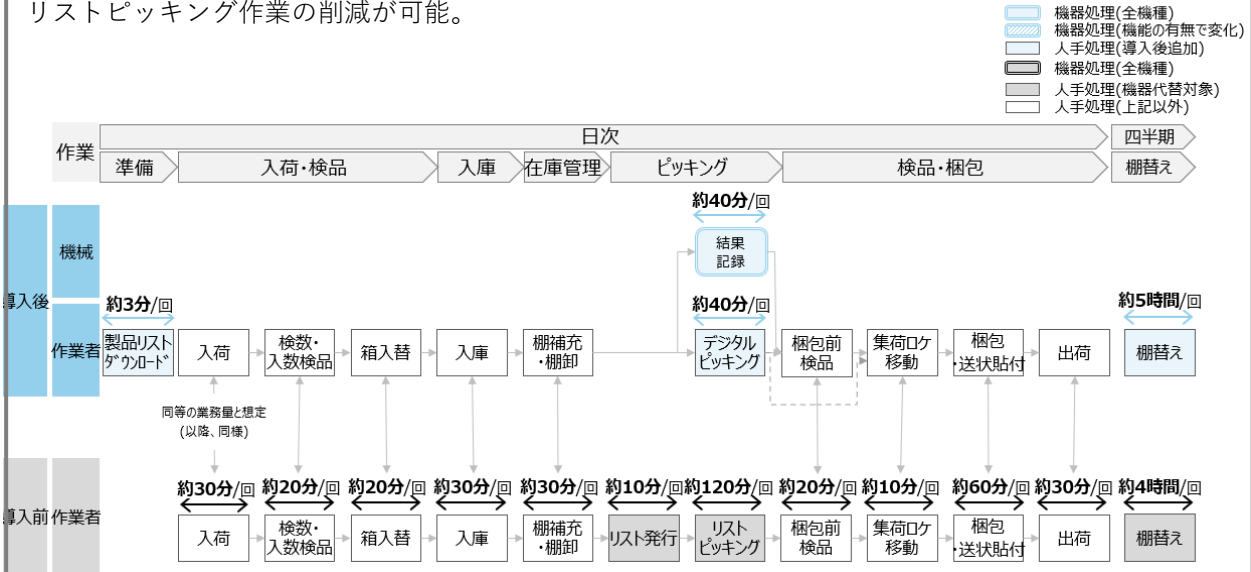 リストピッキング作業の削減が可能。
機器処理(全機種)
機器処理(機能の有無で変化)
人手処理(導入後追加)
機器処理(全機種)
人手処理(機器代替対象)
人手処理(上記以外)
作業
日次
四半期
準備
入荷・検品
入庫
在庫管理
ピッキング
検品・梱包
棚替え
導入後
機械
約40分/回
結果
記録
作業者
約3分/回
製品リスト
ダウンロード
入荷
検数・
入数検品
箱入替
入庫
棚補充
・棚卸
約40分/回
デジタル
ピッキング
梱包前
検品
集荷ロケ
移動
梱包
・送状貼付
出荷
約5時間/回
棚替え
同等の業務量と想定
(以降、同様)
導入前
作業者
約30分/回
約20分/回
約20分/回
約30分/回
約30分/回
約10分/回
約120分/回
約20分/回
約10分/回
約60分/回
約30分/回
約4時間/回
入荷
検数・
入数検品
箱入替
入庫
棚補充
・棚卸
リスト発行
リスト
ピッキング
梱包前
検品
集荷ロケ
移動
梱包
・送状貼付
出荷
棚替え